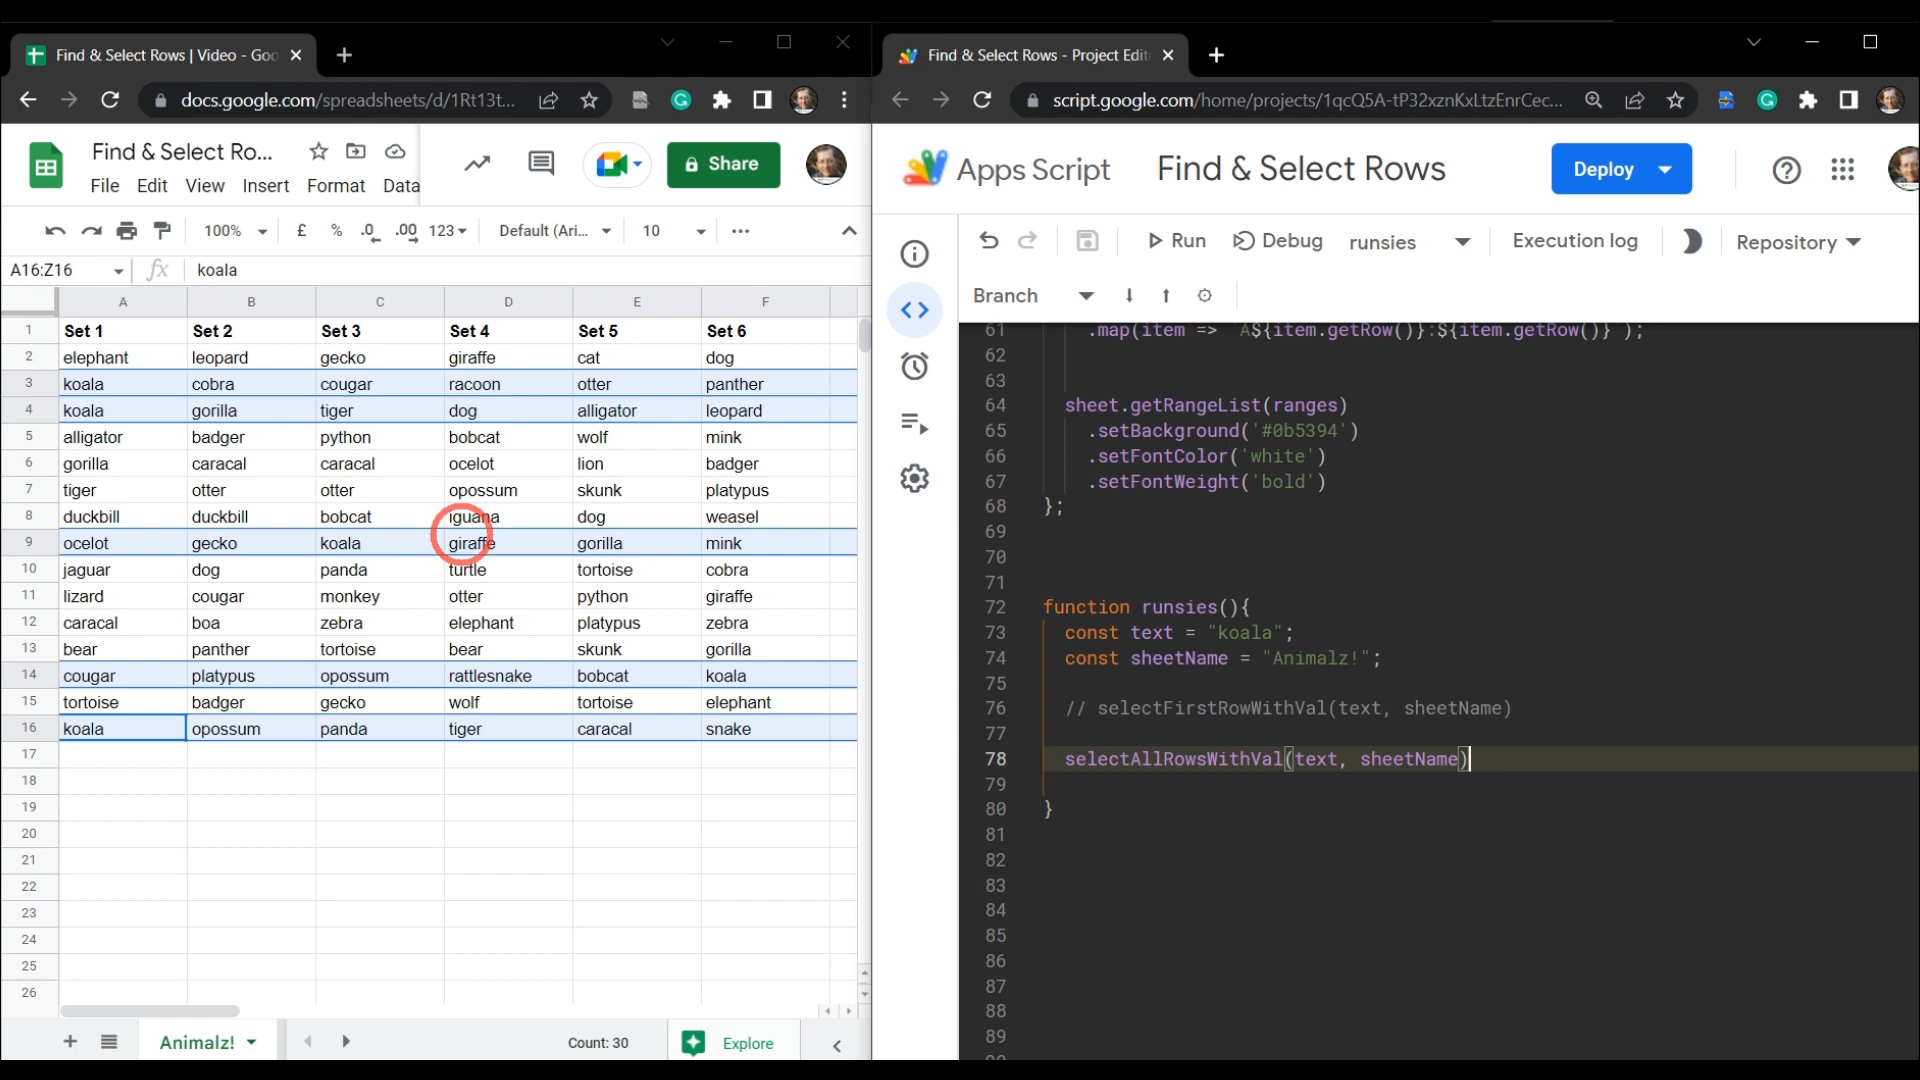 Find & Select Rows | Video - Goo
docs.google.com/spreadsheets/d/1Rt13t...
Find & Select Ro...
Share
File Edit View Insert Format Data
100% £ % .0 .00 123 Default (Ari... 10 ...
A16:Z16 fx koala
A B C D E F
1 Set 1 Set 2 Set 3 Set 4 Set 5 Set 6
2 elephant leopard gecko giraffe cat dog
3 koala cobra cougar racoon otter panther
4 koala gorilla tiger dog alligator leopard
5 alligator badger python bobcat wolf mink
6 gorilla caracal caracal ocelot lion badger
7 tiger otter otter opossum skunk platypus
8 duckbill duckbill bobcat iguana dog weasel
9 ocelot gecko koala giraffe gorilla mink
10 jaguar dog panda turtle tortoise cobra
11 lizard cougar monkey otter python giraffe
12 caracal boa zebra elephant platypus zebra
13 bear panther tortoise bear skunk gorilla
14 cougar platypus opossum rattlesnake bobcat koala
15 tortoise badger gecko wolf tortoise elephant
16 koala opossum panda tiger caracal snake
17
18
19
20
21
22
23
24
25
26
Animalz! Count: 30 Explore
Find & Select Rows - Project Edit
script.google.com/home/projects/1qcQ5A-tP32xznKxLtzEnrCec...
Apps Script Find & Select Rows Deploy
Run Debug runsies Execution log Repository
Branch
61 .map(item => `A${item.getRow()}:${item.getRow()}`);
62
63
64 sheet.getRangeList(ranges)
65 .setBackground('#0b5394')
66 .setFontColor('white')
67 .setFontWeight('bold')
68 };
69
70
71
72 function runsies(){
73 const text = "koala";
74 const sheetName = "Animalz!";
75
76 // selectFirstRowWithVal(text, sheetName)
77
78 selectAllRowsWithVal(text, sheetName)
79
80 }
81
82
83
84
85
86
87
88
89